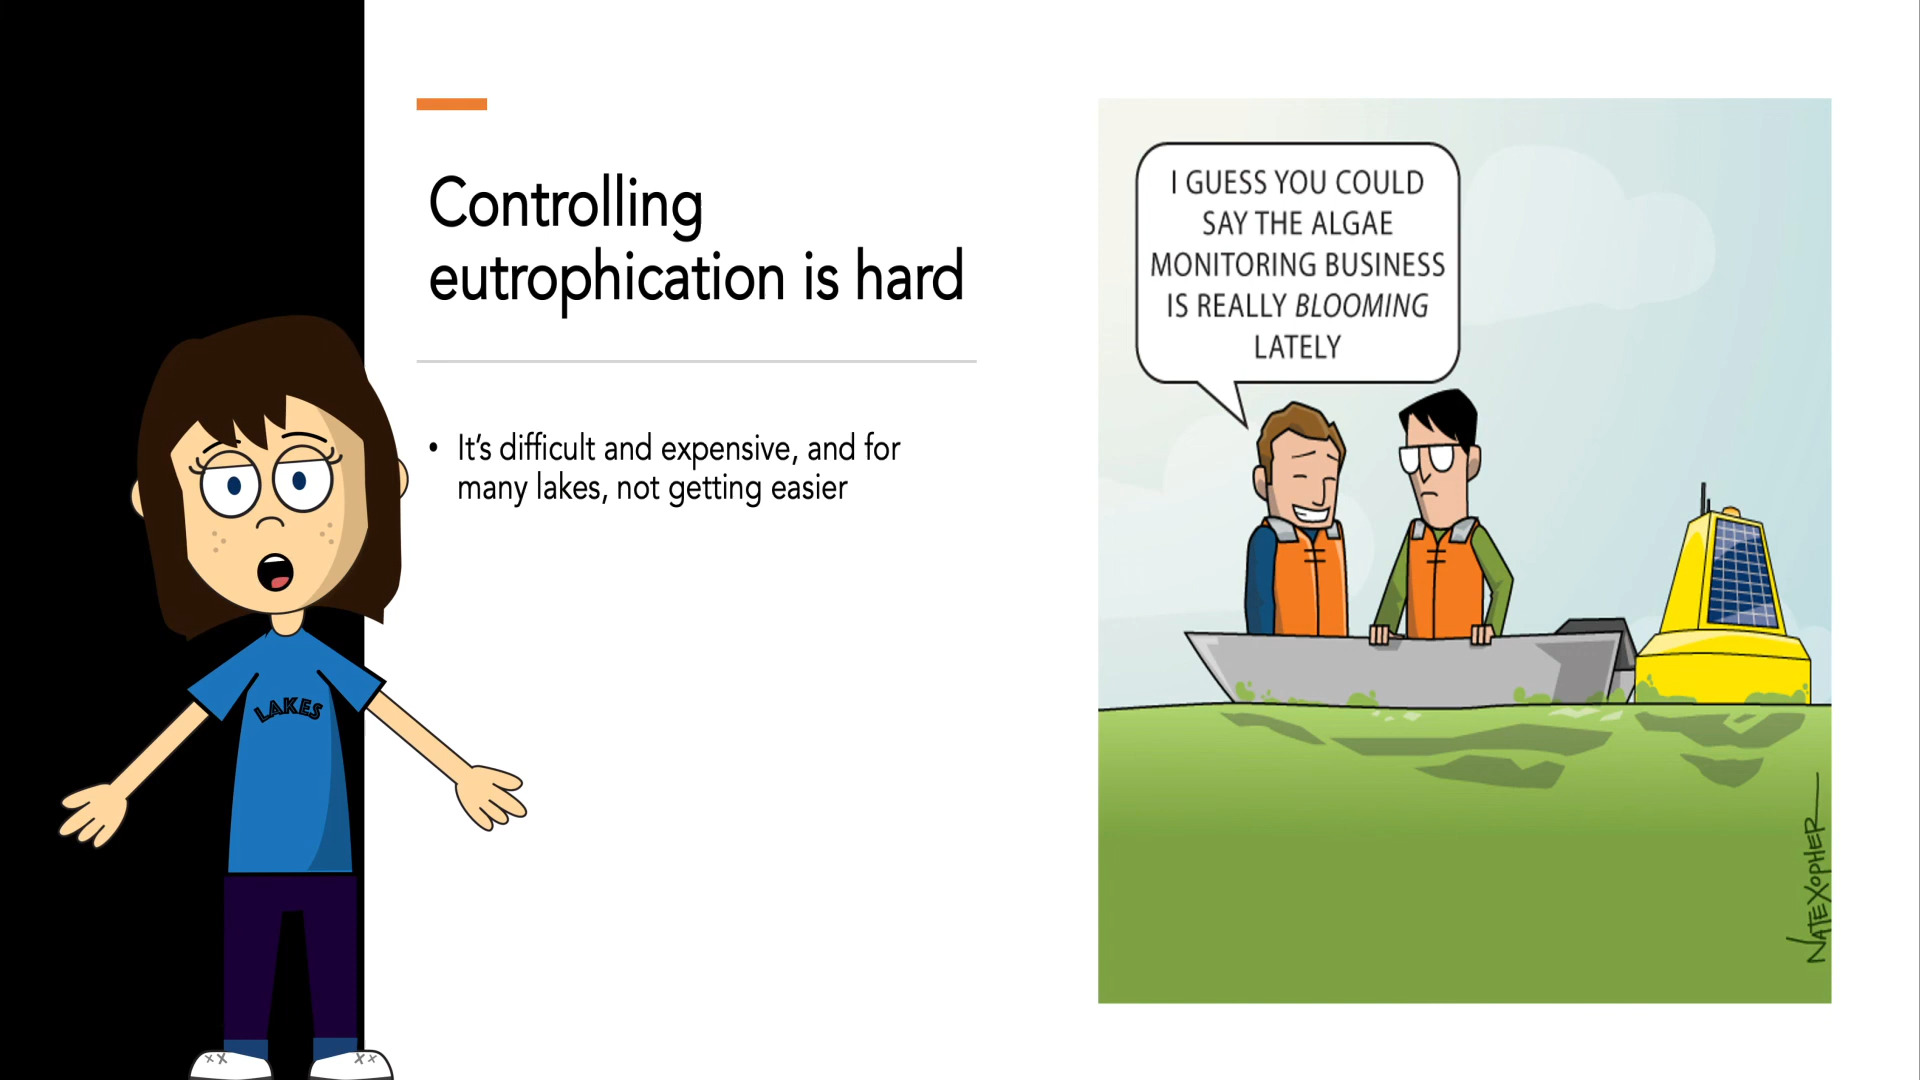 Controlling
eutrophication is hard
• It's difficult and expensive, and for
many lakes, not getting easier
LAKES
I GUESS YOU COULD
SAY THE ALGAE
MONITORING BUSINESS
IS REALLY BLOOMING
LATELY
NATEXOPHER